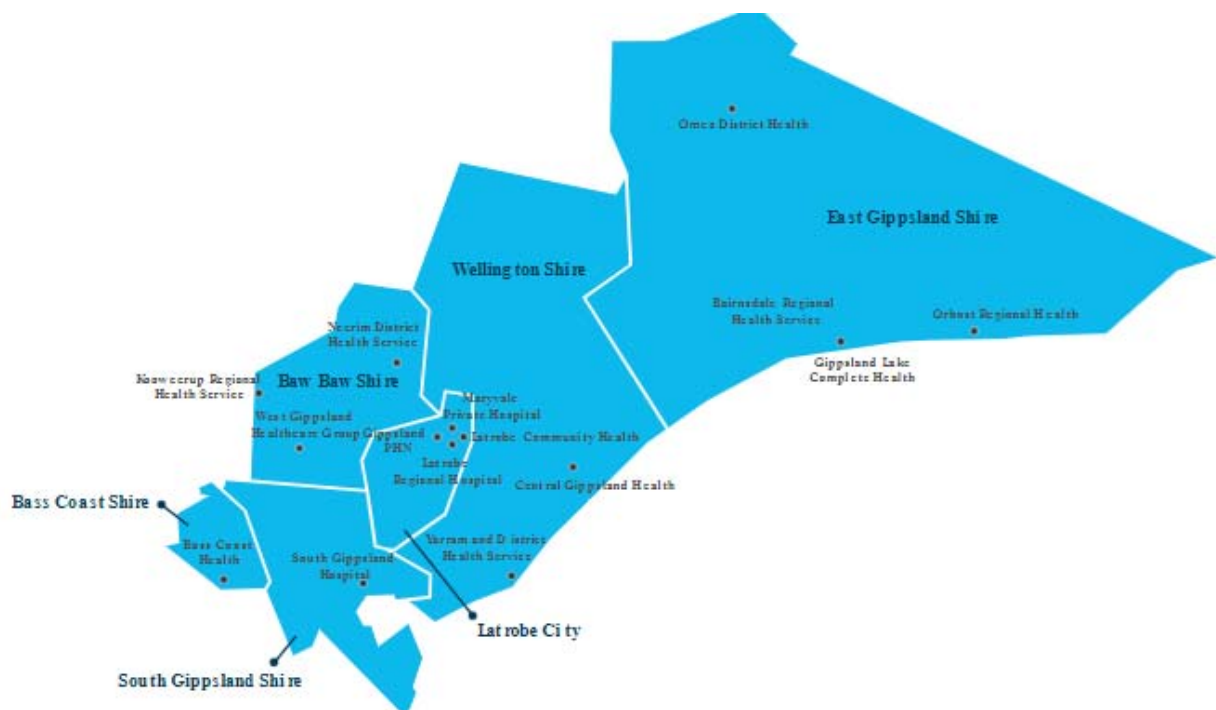 Omeo District Health
East Gippsland Shire
Wellington Shire
Bairnsdale Regional
Health Service
Orbost Regional Health
Neerim District
Health Service
Gippsland Lake
Complete Health
Kooweerup Regional
Health Service
Baw Baw Shire
Maryvale
Private Hospital
West Gippsland
Healthcare Group
Gippsland
PHN
Latrobe Community Health
Latrobe
Regional Hospital
Central Gippsland Health
Bass Coast Shire
Bass Coast
Health
South Gippsland
Hospital
Yarram and District
Health Service
Latrobe City
South Gippsland Shire